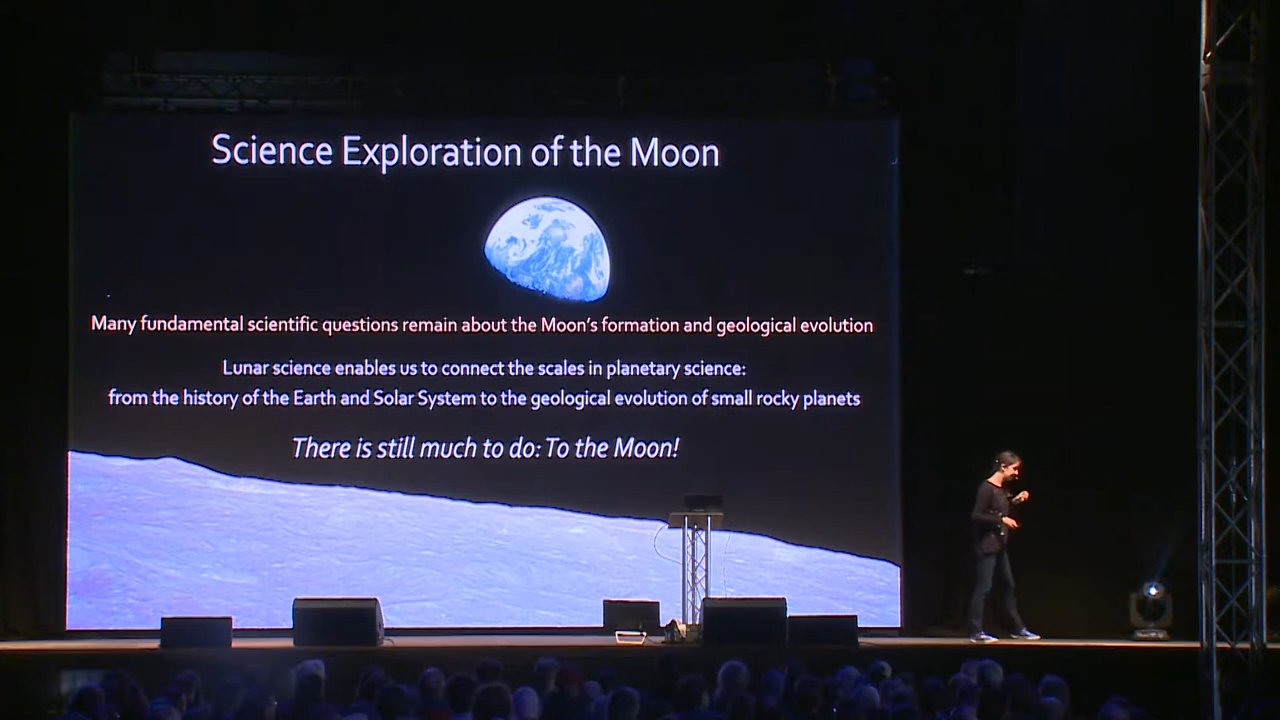 Science Exploration of the Moon
Many fundamental scientific questions remain about the Moon's formation and geological evolution
Lunar science enables us to connect the scales in planetary science:
from the history of the Earth and Solar System to the geological evolution of small rocky planets
There is still much to do: To the Moon!